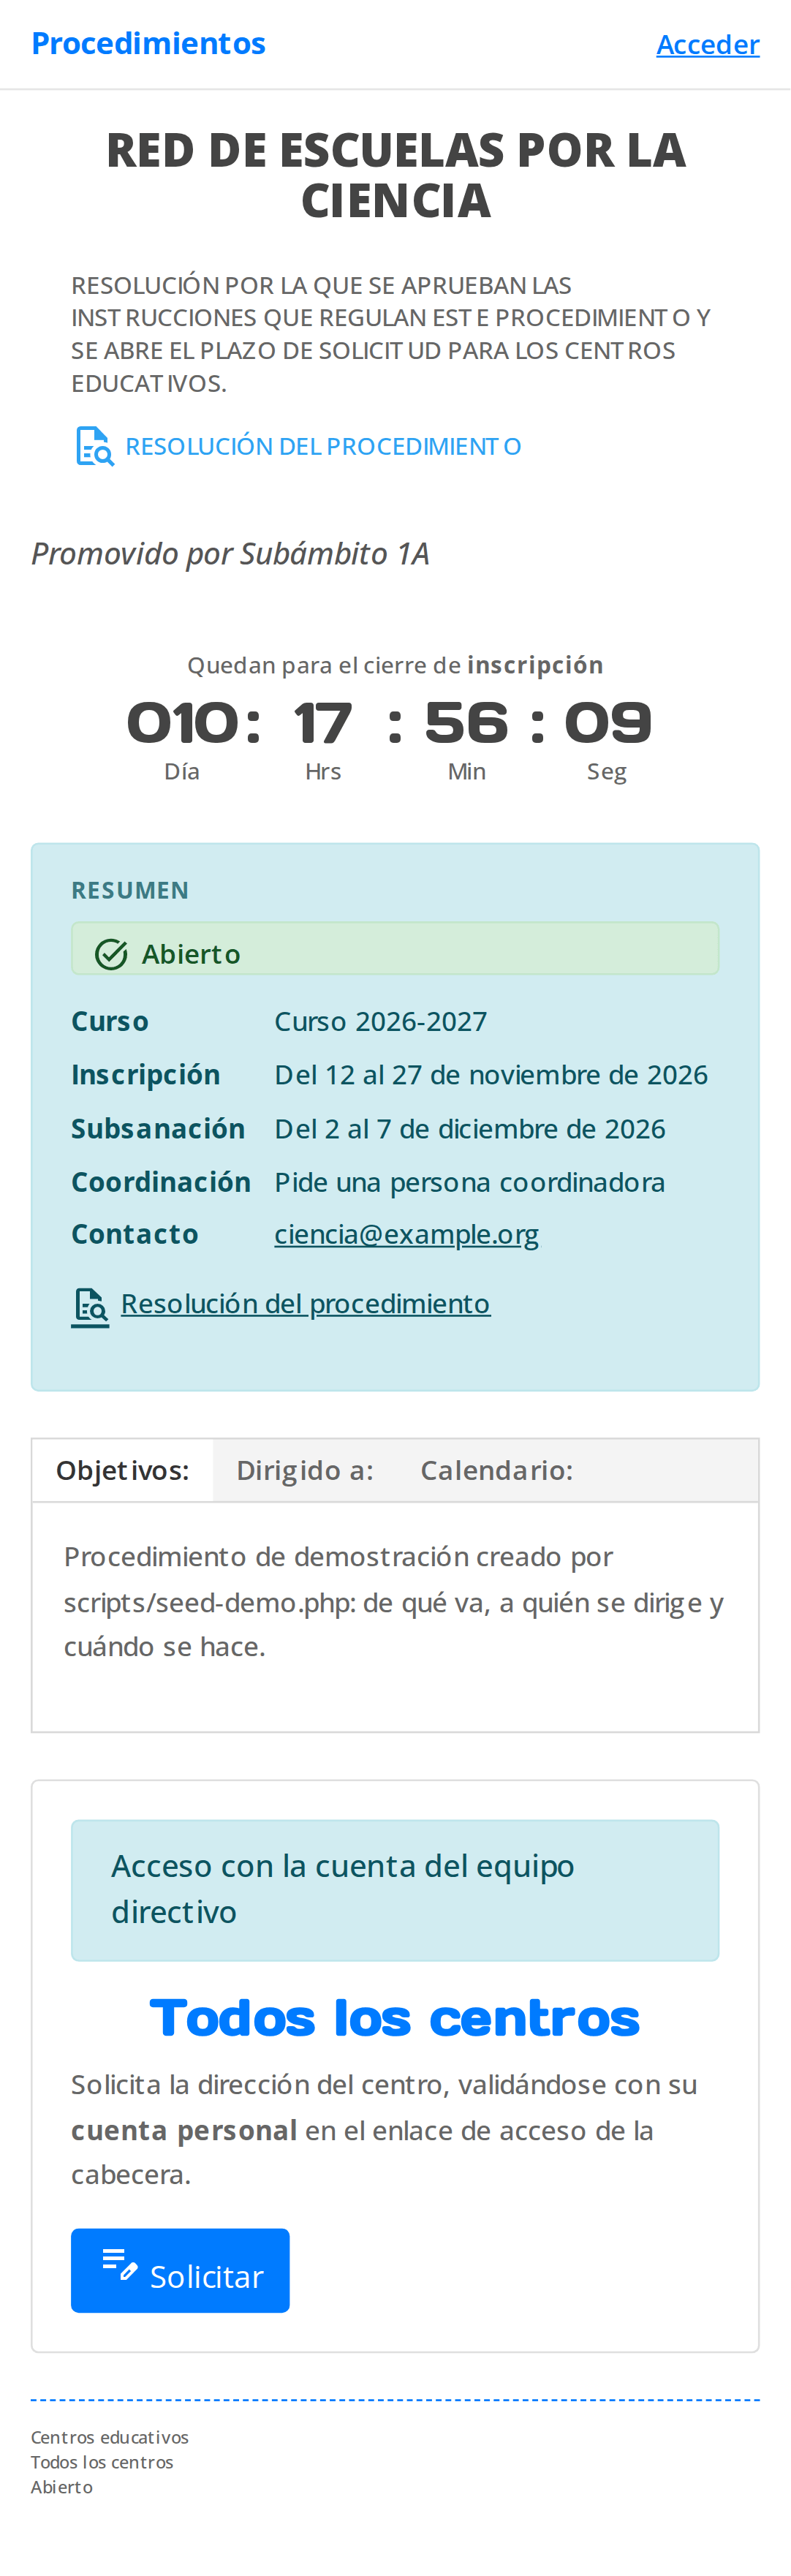 Procedimientos
Acceder
RED DE ESCUELAS POR LA
CIENCIA
RESOLUCIÓN POR LA QUE SE APRUEBAN LAS
INSTRUCCIONES QUE REGULAN ESTE PROCEDIMIENTO Y
SE ABRE EL PLAZO DE SOLICITUD PARA LOS CENTROS
EDUCATIVOS.
RESOLUCIÓN DEL PROCEDIMIENTO
Promovido por Subámbito 1A
Quedan para el cierre de inscripción
010 : 17 : 56 : 09
Día Hrs Min Seg
RESUMEN
Abierto
Curso Curso 2026-2027
Inscripción Del 12 al 27 de noviembre de 2026
Subsanación Del 2 al 7 de diciembre de 2026
Coordinación Pide una persona coordinadora
Contacto ciencia@example.org
Resolución del procedimiento
Objetivos: Dirigido a: Calendario:
Procedimiento de demostración creado por
scripts/seed-demo.php: de qué va, a quién se dirige y
cuándo se hace.
Acceso con la cuenta del equipo
directivo
Todos los centros
Solicita la dirección del centro, validándose con su
cuenta personal en el enlace de acceso de la
cabecera.
Solicitar
Centros educativos
Todos los centros
Abierto